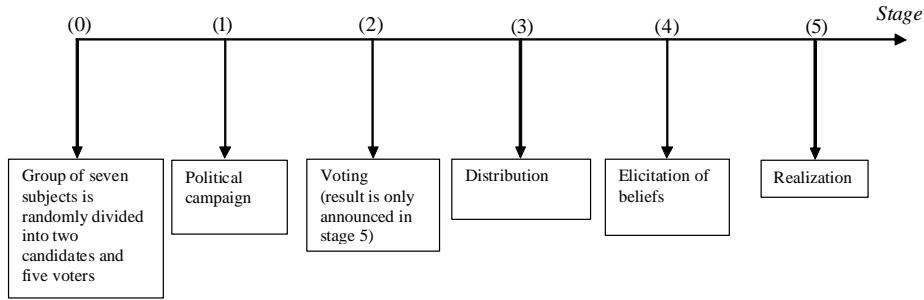 Stage
(0) (1) (2) (3) (4) (5)
Group of seven
subjects is
randomly divided
into two
candidates and
five voters
Political
campaign
Voting
(result is only
announced in
stage 5)
Distribution
Elicitation of
beliefs
Realization